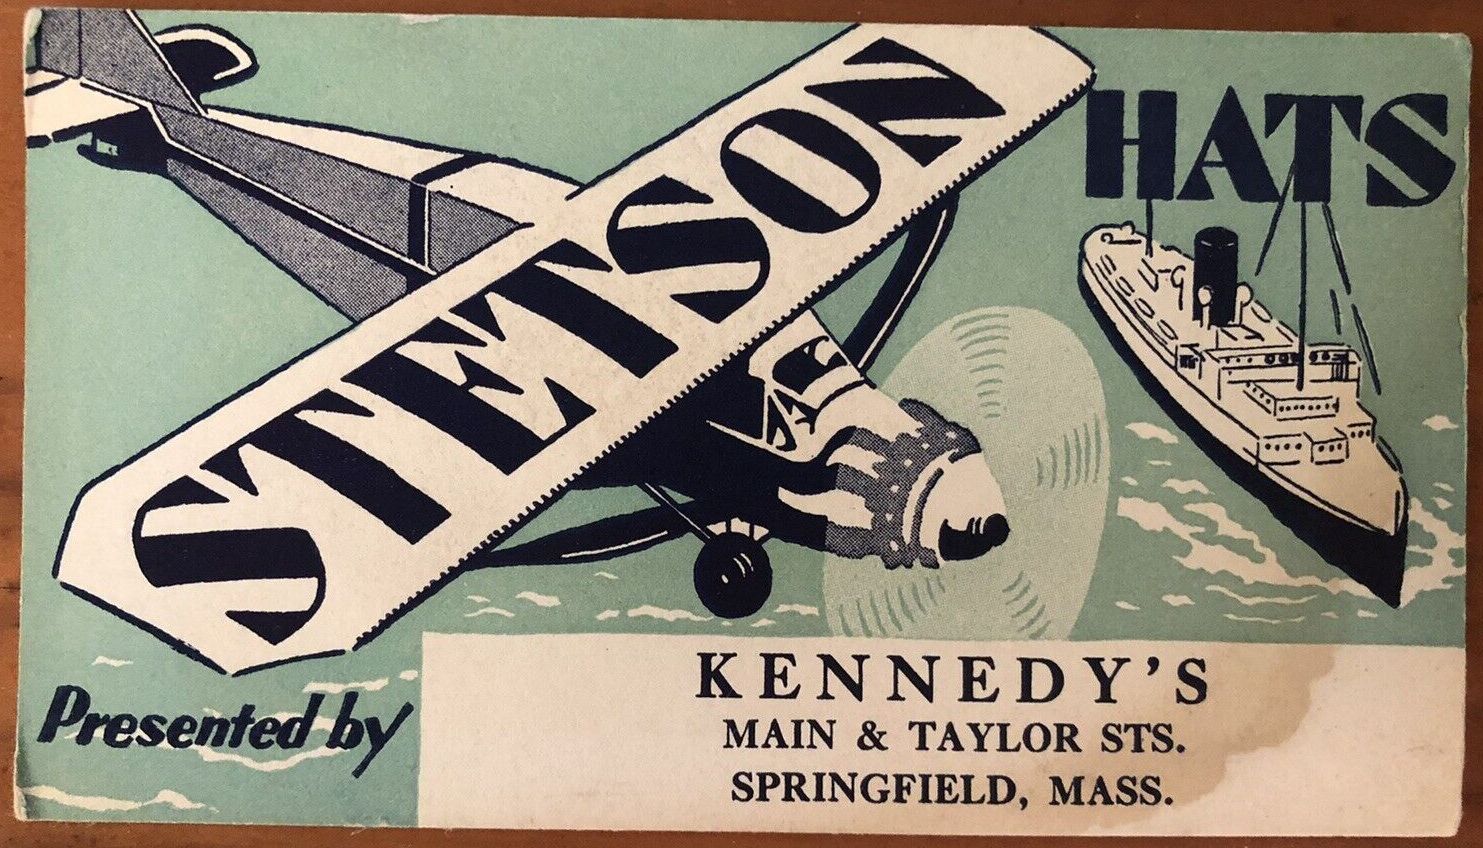 STETSON
HATS
Presented by
KENNEDY'S
MAIN & TAYLOR STS.
SPRINGFIELD, MASS.